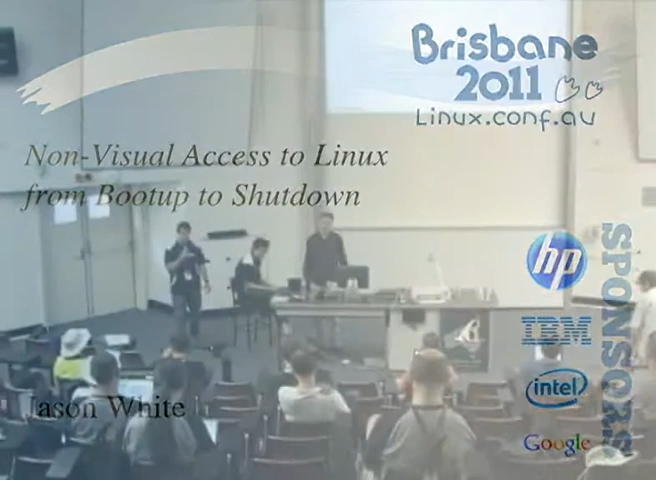 Brisbane
2011
Linux.conf.au
Non-Visual Access to Linux
from Bootup to Shutdown
hp
IBM
intel
Google
SPONSORS
Jason White